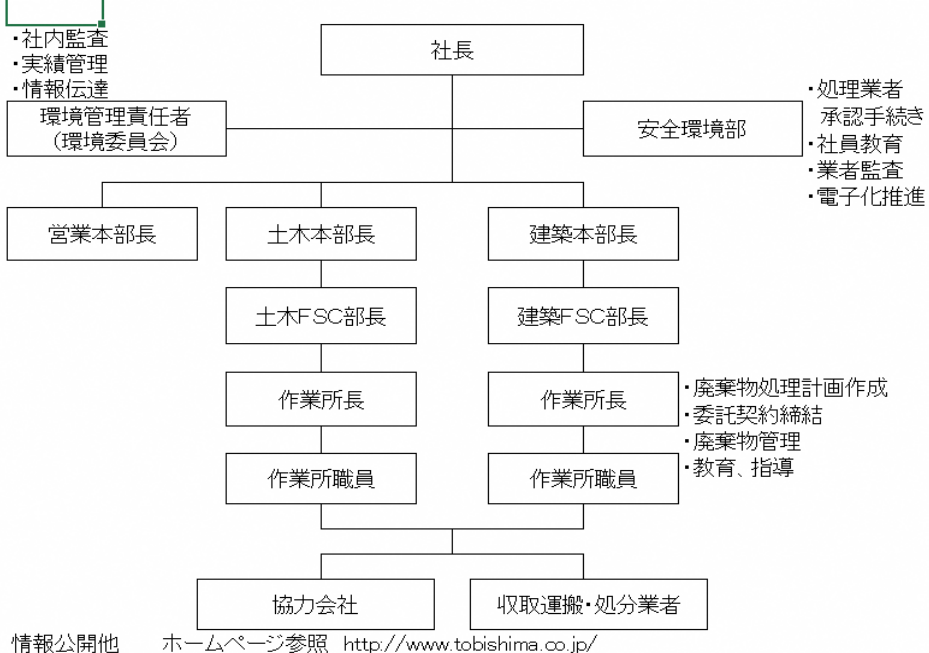 ・社内監査
・実績管理
・情報伝達
社長
環境管理責任者
（環境委員会）
安全環境部
・処理業者
承認手続き
・社員教育
・業者監査
・電子化推進
営業本部長
土木本部長
建築本部長
土木FSC部長
建築FSC部長
作業所長
作業所長
・廃棄物処理計画作成
・委託契約締結
・廃棄物管理
・教育、指導
作業所職員
作業所職員
協力会社
収取運搬・処分業者
情報公開他　　ホームページ参照　http://www.tobishima.co.jp/